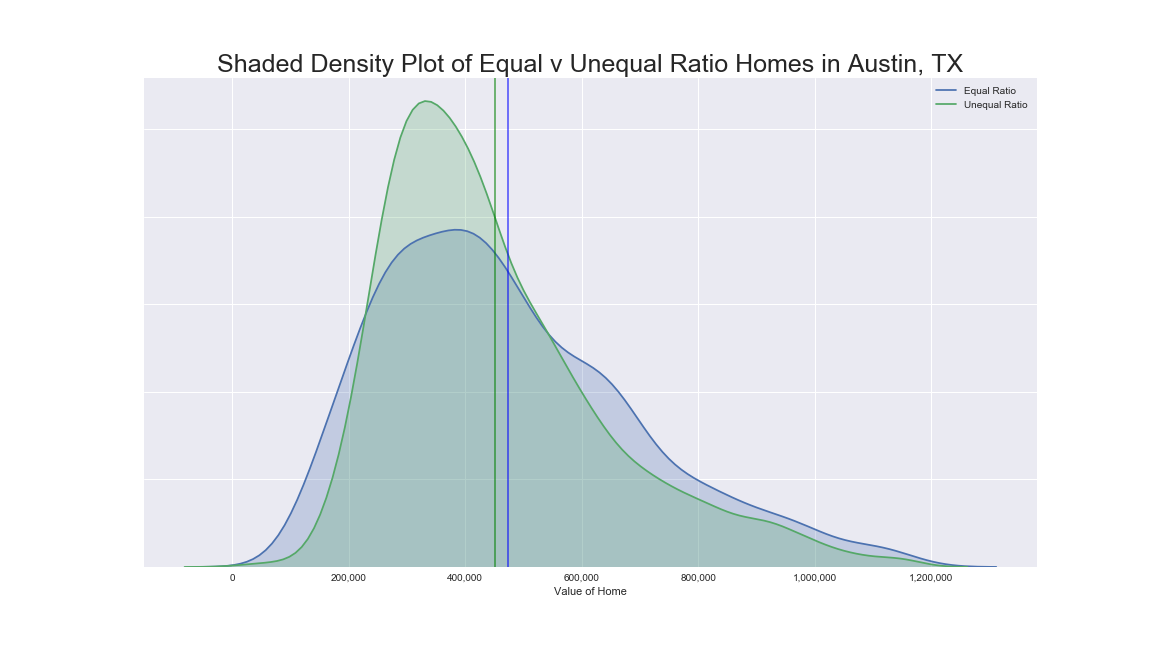 Shaded Density Plot of Equal v Unequal Ratio Homes in Austin, TX
Equal Ratio
Unequal Ratio
0 200,000 400,000 600,000 800,000 1,000,000 1,200,000
Value of Home